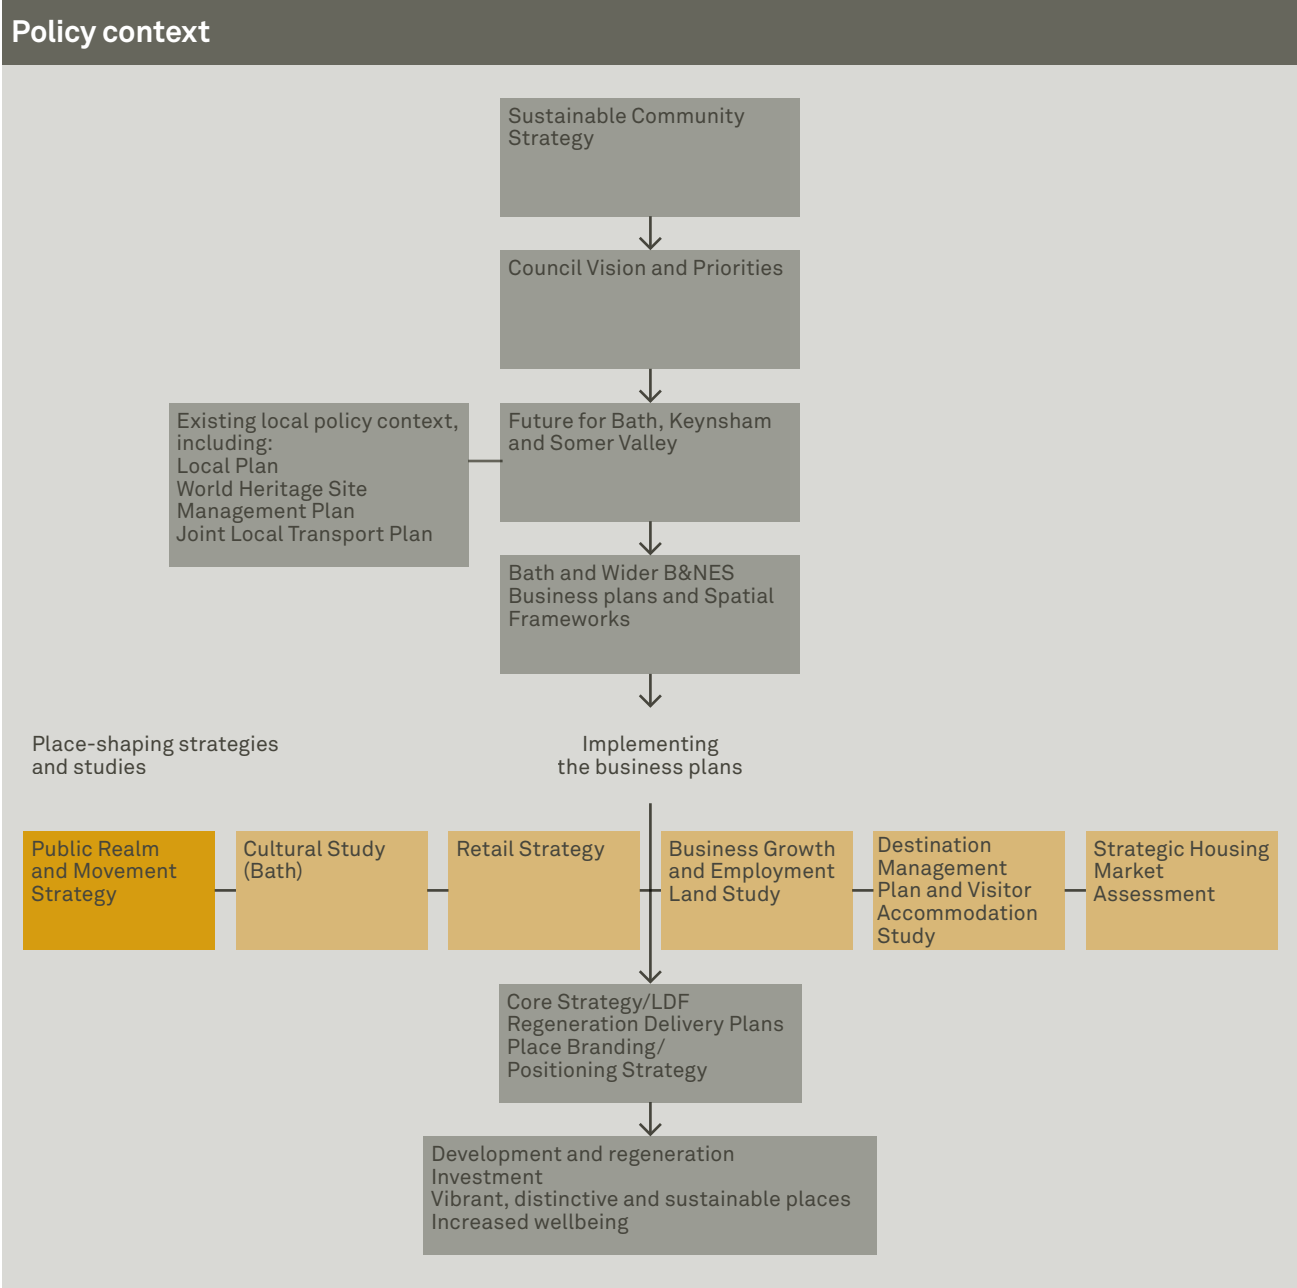 Policy context
Sustainable Community
Strategy
Council Vision and Priorities
Existing local policy context,
including:
Local Plan
World Heritage Site
Management Plan
Joint Local Transport Plan
Future for Bath, Keynsham
and Somer Valley
Bath and Wider B&NES
Business plans and Spatial
Frameworks
Place-shaping strategies
and studies
Implementing
the business plans
Public Realm
and Movement
Strategy
Cultural Study
(Bath)
Retail Strategy
Business Growth
and Employment
Land Study
Destination
Management
Plan and Visitor
Accommodation
Study
Strategic Housing
Market
Assessment
Core Strategy/LDF
Regeneration Delivery Plans
Place Branding/
Positioning Strategy
Development and regeneration
Investment
Vibrant, distinctive and sustainable places
Increased wellbeing